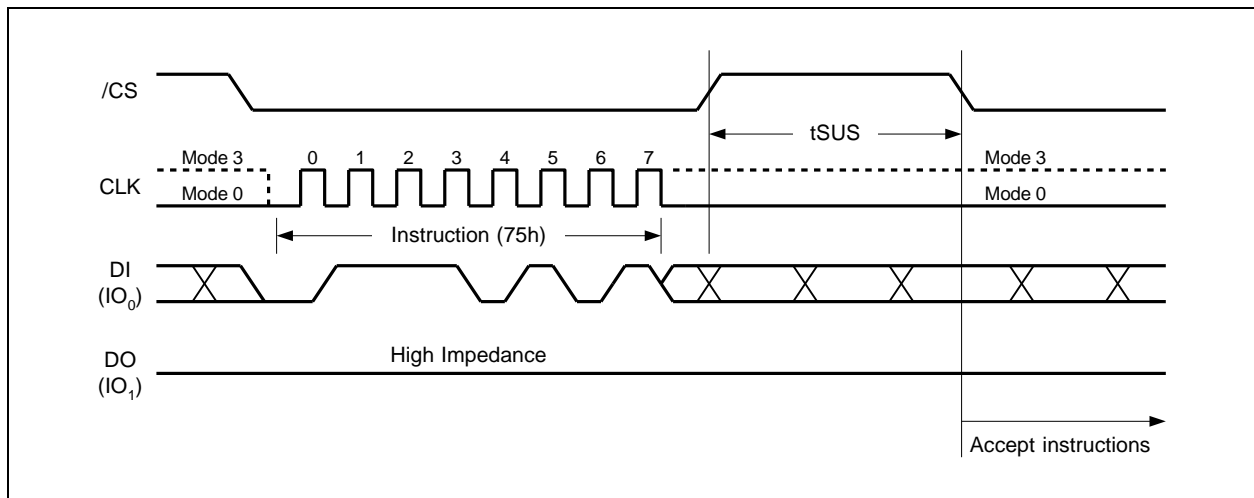 /CS
tSUS
Mode 3 0 1 2 3 4 5 6 7 Mode 3
CLK
Mode 0 Mode 0
Instruction (75h)
DI
(IO0)
High Impedance
DO
(IO1)
Accept instructions